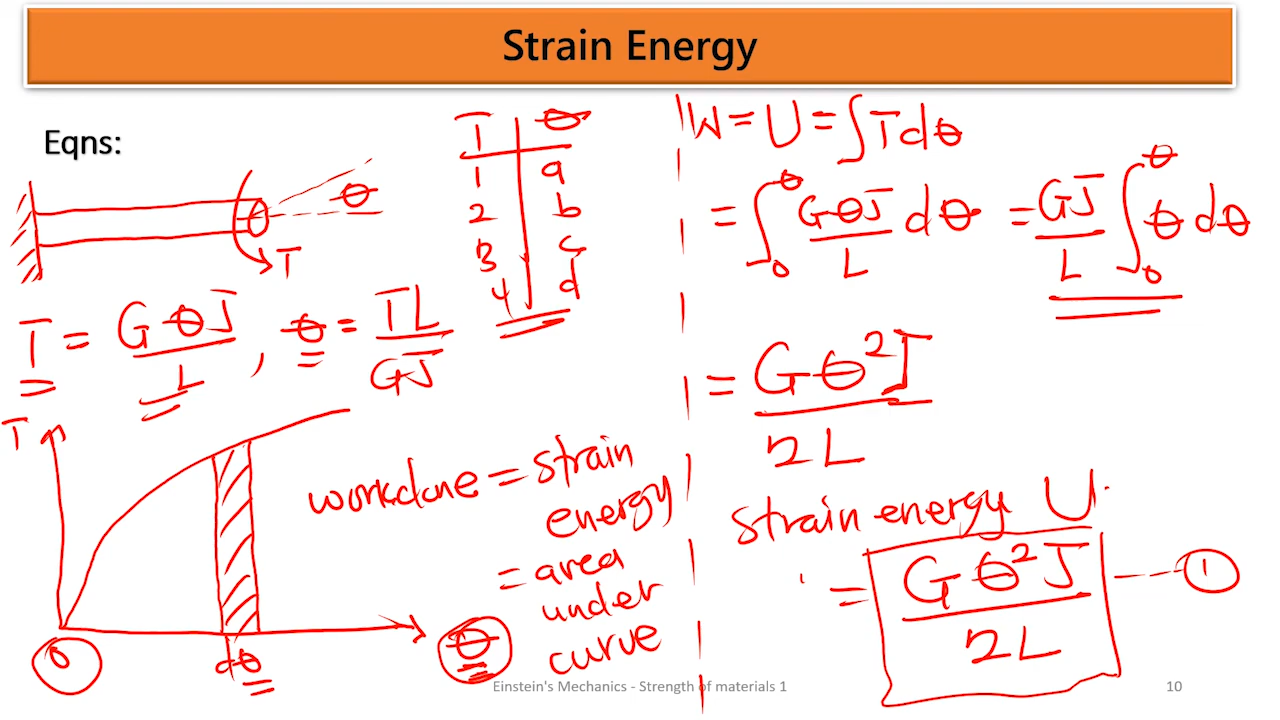 Strain Energy
Eqns:
θ
T
T = GθJ/L , θ = TL/GJ
T | θ
1 | a
2 | b
3 | c
4 | d
T
0
dθ
θ
workdone = strain
energy
= area
under
curve
W = U = ∫Tdθ
= ∫₀^θ GθJ/L dθ = GJ/L ∫₀^θ θ dθ
= Gθ²J/2L
Strain energy U
= Gθ²J/2L --- 1
Einstein's Mechanics - Strength of materials 1
10